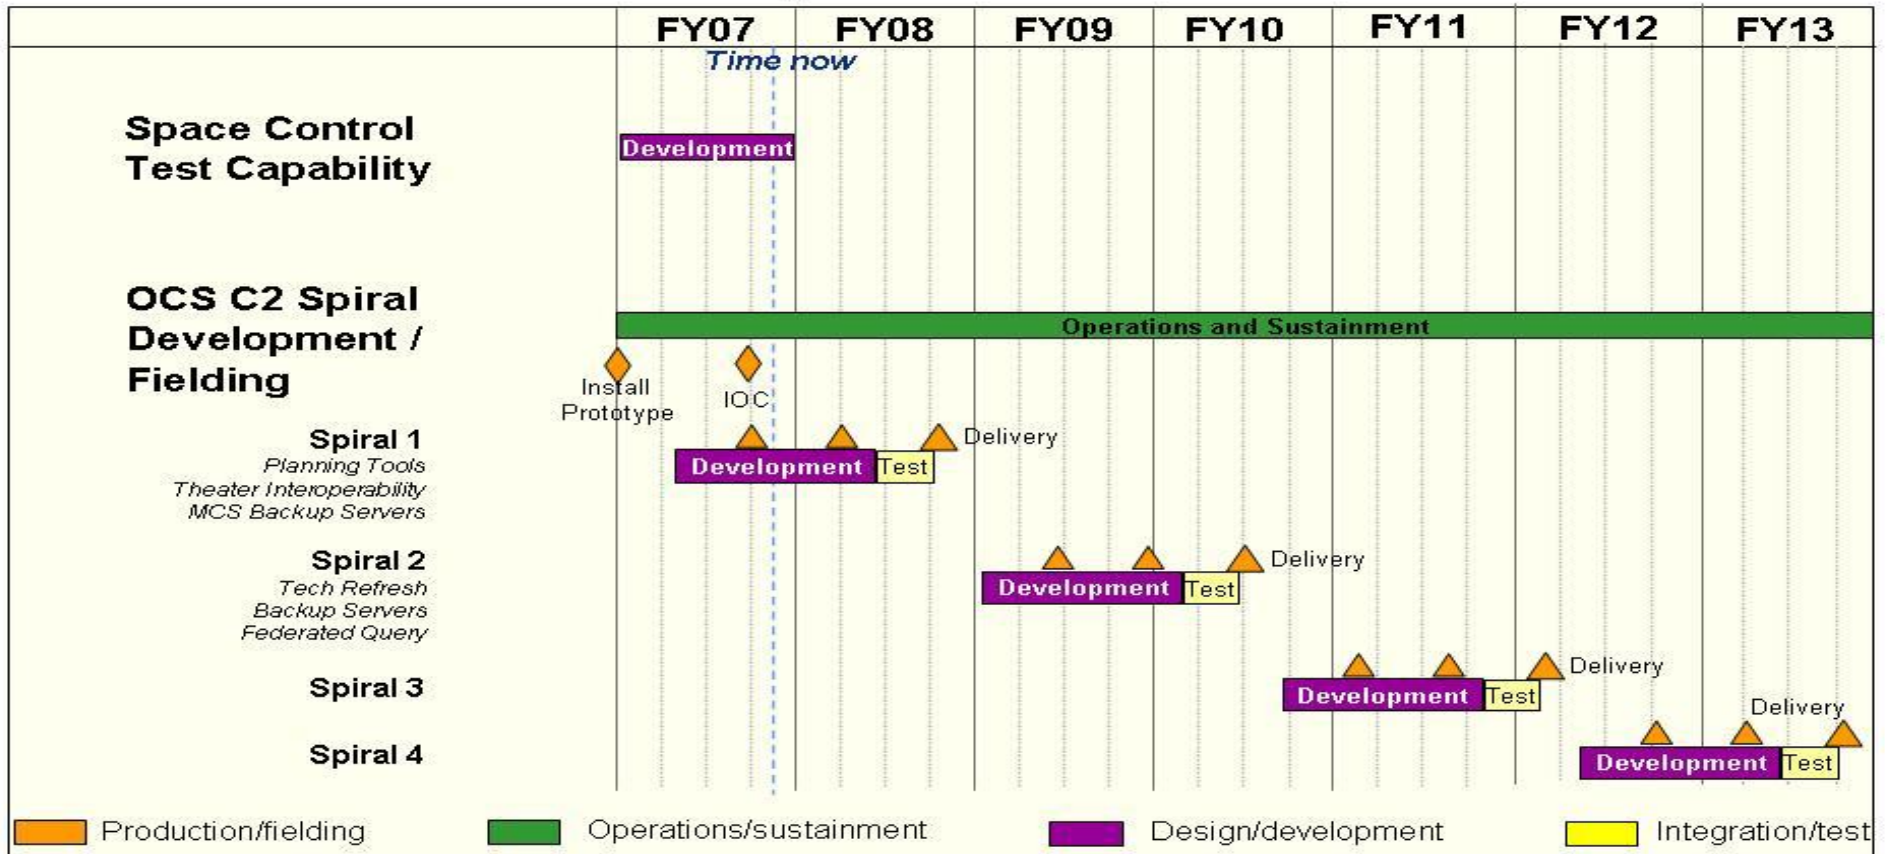 FY07 FY08 FY09 FY10 FY11 FY12 FY13
Time now
Space Control
Test Capability
Development
OCS C2 Spiral
Development /
Fielding
Operations and Sustainment
Install
Prototype
IOC
Spiral 1
Planning Tools
Theater Interoperability
MCS Backup Servers
Development Test
Delivery
Spiral 2
Tech Refresh
Backup Servers
Federated Query
Development Test
Delivery
Spiral 3
Development Test
Delivery
Spiral 4
Development Test
Delivery
Production/fielding Operations/sustainment Design/development Integration/test